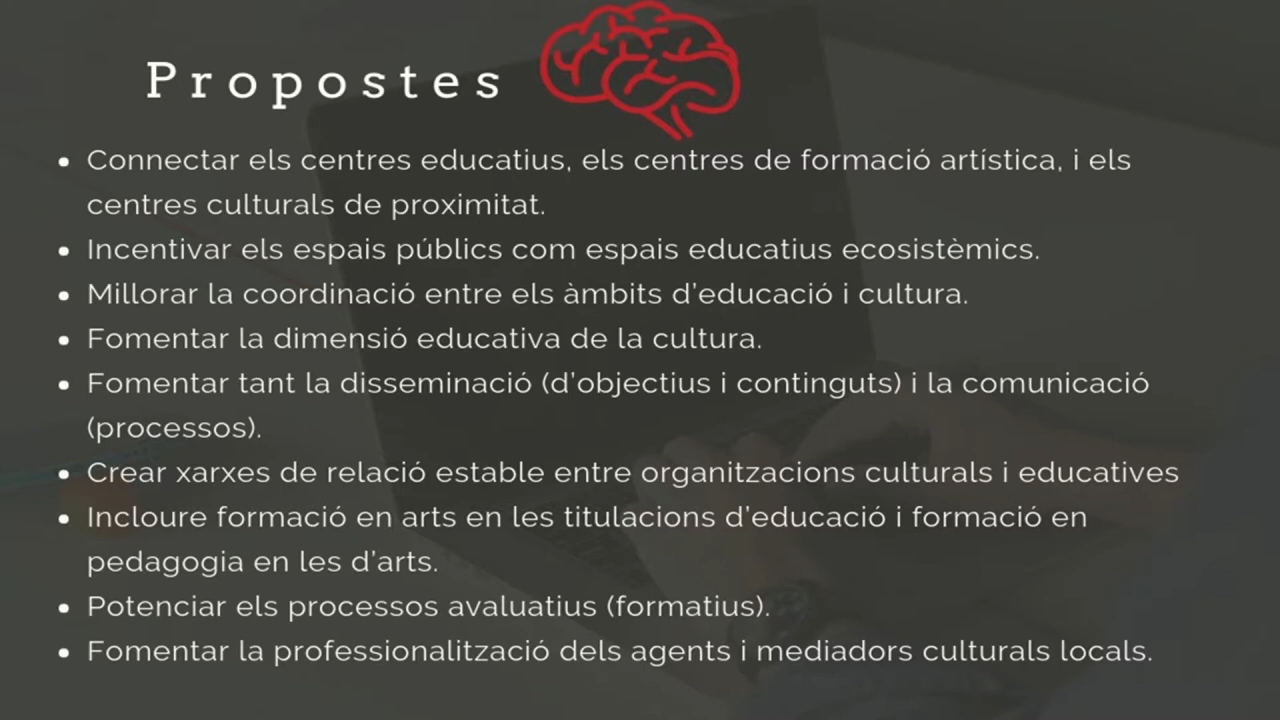 Propostes
• Connectar els centres educatius, els centres de formació artística, i els
centres culturals de proximitat.
• Incentivar els espais públics com espais educatius ecosistèmics.
• Millorar la coordinació entre els àmbits d'educació i cultura.
• Fomentar la dimensió educativa de la cultura.
• Fomentar tant la disseminació (d'objectius i continguts) i la comunicació
(processos).
• Crear xarxes de relació estable entre organitzacions culturals i educatives
• Incloure formació en arts en les titulacions d'educació i formació en
pedagogia en les d'arts.
• Potenciar els processos avaluatius (formatius).
• Fomentar la professionalització dels agents i mediadors culturals locals.